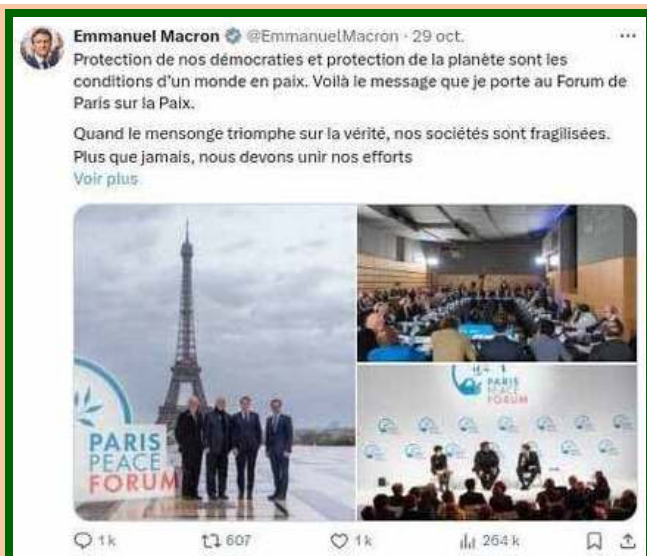 Emmanuel Macron @EmmanuelMacron · 29 oct.
Protection de nos démocraties et protection de la planète sont les
conditions d'un monde en paix. Voilà le message que je porte au Forum de
Paris sur la Paix.
Quand le mensonge triomphe sur la vérité, nos sociétés sont fragilisées.
Plus que jamais, nous devons unir nos efforts
Voir plus
PARIS
PEACE
FORUM
PARIS
PEACE
FORUM
1 k 607 1 k 264 k